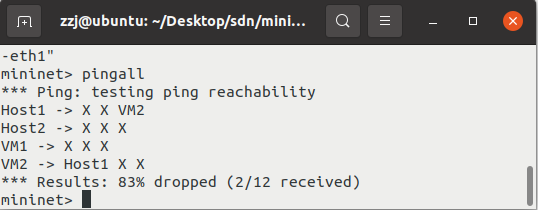 zzj@ubuntu: ~/Desktop/sdn/mini...
-eth1"
mininet> pingall
*** Ping: testing ping reachability
Host1 -> X X VM2
Host2 -> X X X
VM1 -> X X X
VM2 -> Host1 X X
*** Results: 83% dropped (2/12 received)
mininet>